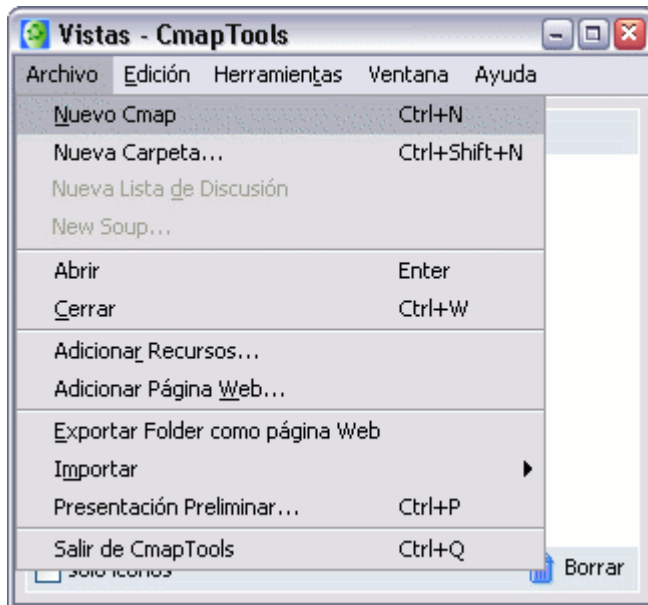 Vistas - CmapTools
Archivo Edición Herramientas Ventana Ayuda
Nuevo Cmap Ctrl+N
Nueva Carpeta... Ctrl+Shift+N
Nueva Lista de Discusión
New Soup...
Abrir Enter
Cerrar Ctrl+W
Adicionar Recursos...
Adicionar Página Web...
Exportar Folder como página Web
Importar
Presentación Preliminar... Ctrl+P
Salir de CmapTools Ctrl+Q
Borrar